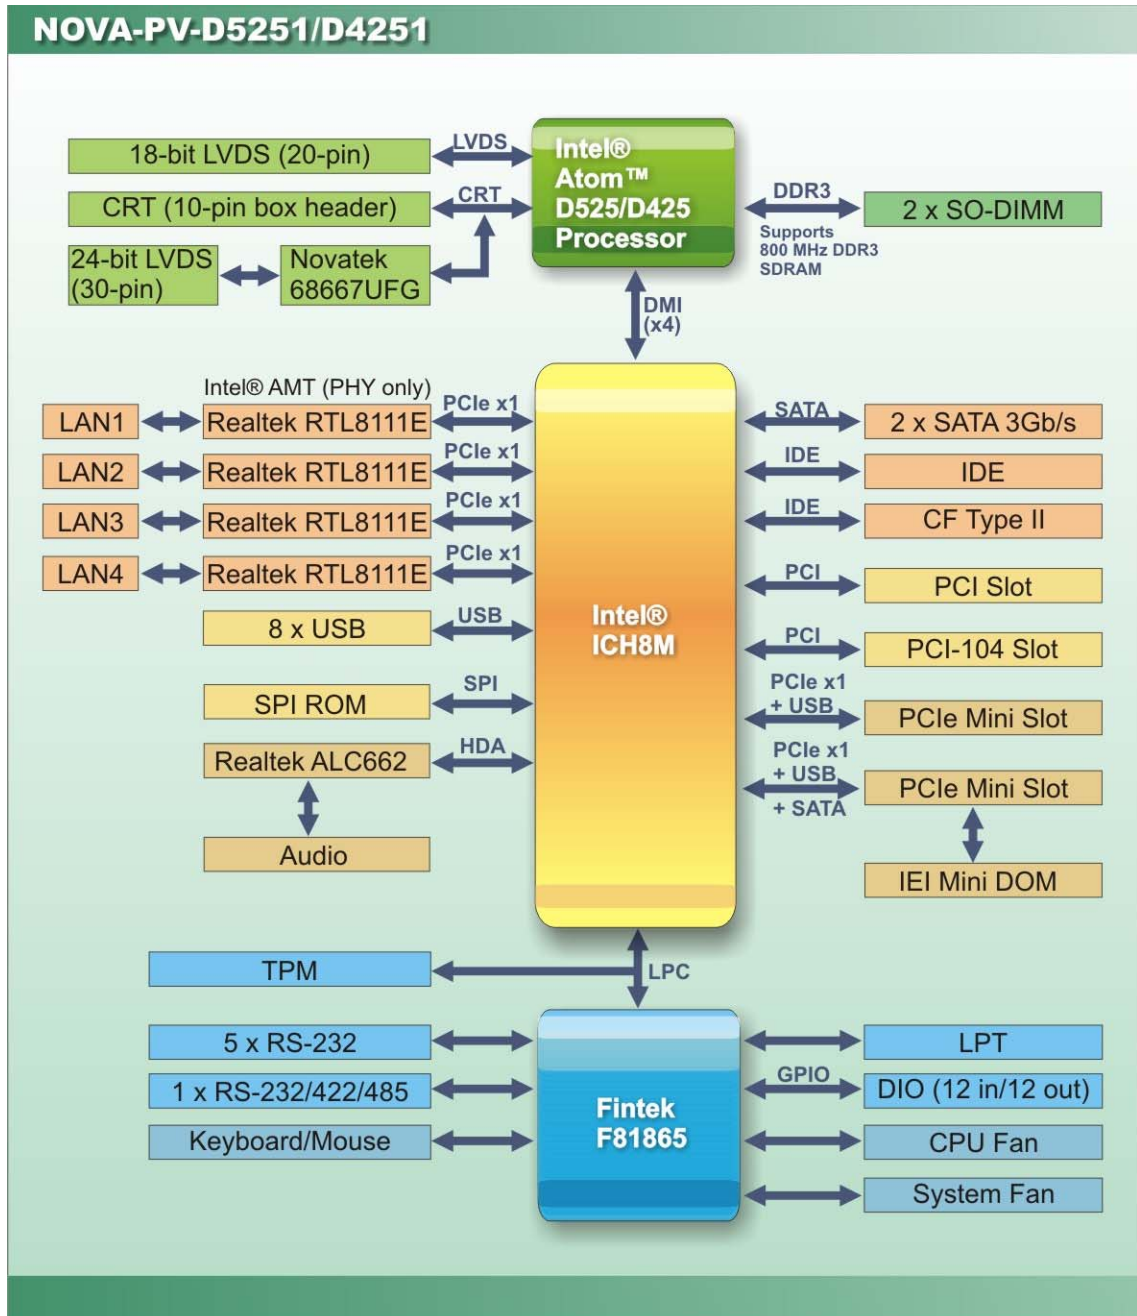 NOVA-PV-D5251/D4251
18-bit LVDS (20-pin)
LVDS
CRT (10-pin box header)
CRT
24-bit LVDS
(30-pin)
Novatek
68667UFG
Intel®
Atom™
D525/D425
Processor
DDR3
Supports
800 MHz DDR3
SDRAM
2 x SO-DIMM
DMI
(x4)
Intel® AMT (PHY only)
LAN1
Realtek RTL8111E
PCIe x1
LAN2
Realtek RTL8111E
PCIe x1
LAN3
Realtek RTL8111E
PCIe x1
LAN4
Realtek RTL8111E
PCIe x1
8 x USB
USB
SPI ROM
SPI
Realtek ALC662
HDA
Audio
Intel®
ICH8M
SATA
2 x SATA 3Gb/s
IDE
IDE
IDE
CF Type II
PCI
PCI Slot
PCI
PCI-104 Slot
PCIe x1
+ USB
PCIe Mini Slot
PCIe x1
+ USB
+ SATA
PCIe Mini Slot
IEI Mini DOM
TPM
LPC
5 x RS-232
1 x RS-232/422/485
Keyboard/Mouse
Fintek
F81865
LPT
GPIO
DIO (12 in/12 out)
CPU Fan
System Fan